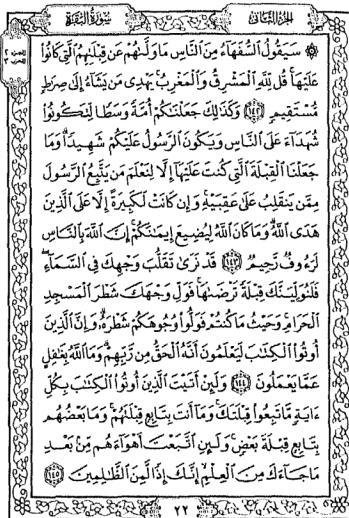 الجزء الثاني
سورة البقرة
۞ سَيَقُولُ السُّفَهَاءُ مِنَ النَّاسِ مَا وَلَّىٰهُمْ عَن قِبْلَتِهِمُ الَّتِي كَانُوا
عَلَيْهَا قُل لِّلَّهِ الْمَشْرِقُ وَالْمَغْرِبُ يَهْدِي مَن يَشَاءُ إِلَىٰ صِرَاطٍ
مُّسْتَقِيمٍ ﴿١٤٢﴾ وَكَذَٰلِكَ جَعَلْنَاكُمْ أُمَّةً وَسَطًا لِّتَكُونُوا
شُهَدَاءَ عَلَى النَّاسِ وَيَكُونَ الرَّسُولُ عَلَيْكُمْ شَهِيدًا وَمَا
جَعَلْنَا الْقِبْلَةَ الَّتِي كُنتَ عَلَيْهَا إِلَّا لِنَعْلَمَ مَن يَتَّبِعُ الرَّسُولَ
مِمَّن يَنقَلِبُ عَلَىٰ عَقِبَيْهِ وَإِن كَانَتْ لَكَبِيرَةً إِلَّا عَلَى الَّذِينَ
هَدَى اللَّهُ وَمَا كَانَ اللَّهُ لِيُضِيعَ إِيمَانَكُمْ إِنَّ اللَّهَ بِالنَّاسِ
لَرَءُوفٌ رَّحِيمٌ ﴿١٤٣﴾ قَدْ نَرَىٰ تَقَلُّبَ وَجْهِكَ فِي السَّمَاءِ
فَلَنُوَلِّيَنَّكَ قِبْلَةً تَرْضَىٰهَا فَوَلِّ وَجْهَكَ شَطْرَ الْمَسْجِدِ
الْحَرَامِ وَحَيْثُ مَا كُنتُمْ فَوَلُّوا وُجُوهَكُمْ شَطْرَهُ وَإِنَّ الَّذِينَ
أُوتُوا الْكِتَابَ لَيَعْلَمُونَ أَنَّهُ الْحَقُّ مِن رَّبِّهِمْ وَمَا اللَّهُ بِغَافِلٍ
عَمَّا يَعْمَلُونَ ﴿١٤٤﴾ وَلَئِنْ أَتَيْتَ الَّذِينَ أُوتُوا الْكِتَابَ بِكُلِّ
ءَايَةٍ مَّا تَبِعُوا قِبْلَتَكَ وَمَا أَنتَ بِتَابِعٍ قِبْلَتَهُمْ وَمَا بَعْضُهُم
بِتَابِعٍ قِبْلَةَ بَعْضٍ وَلَئِنِ اتَّبَعْتَ أَهْوَاءَهُم مِّن بَعْدِ
مَا جَاءَكَ مِنَ الْعِلْمِ إِنَّكَ إِذًا لَّمِنَ الظَّالِمِينَ ﴿١٤٥﴾
٢٢